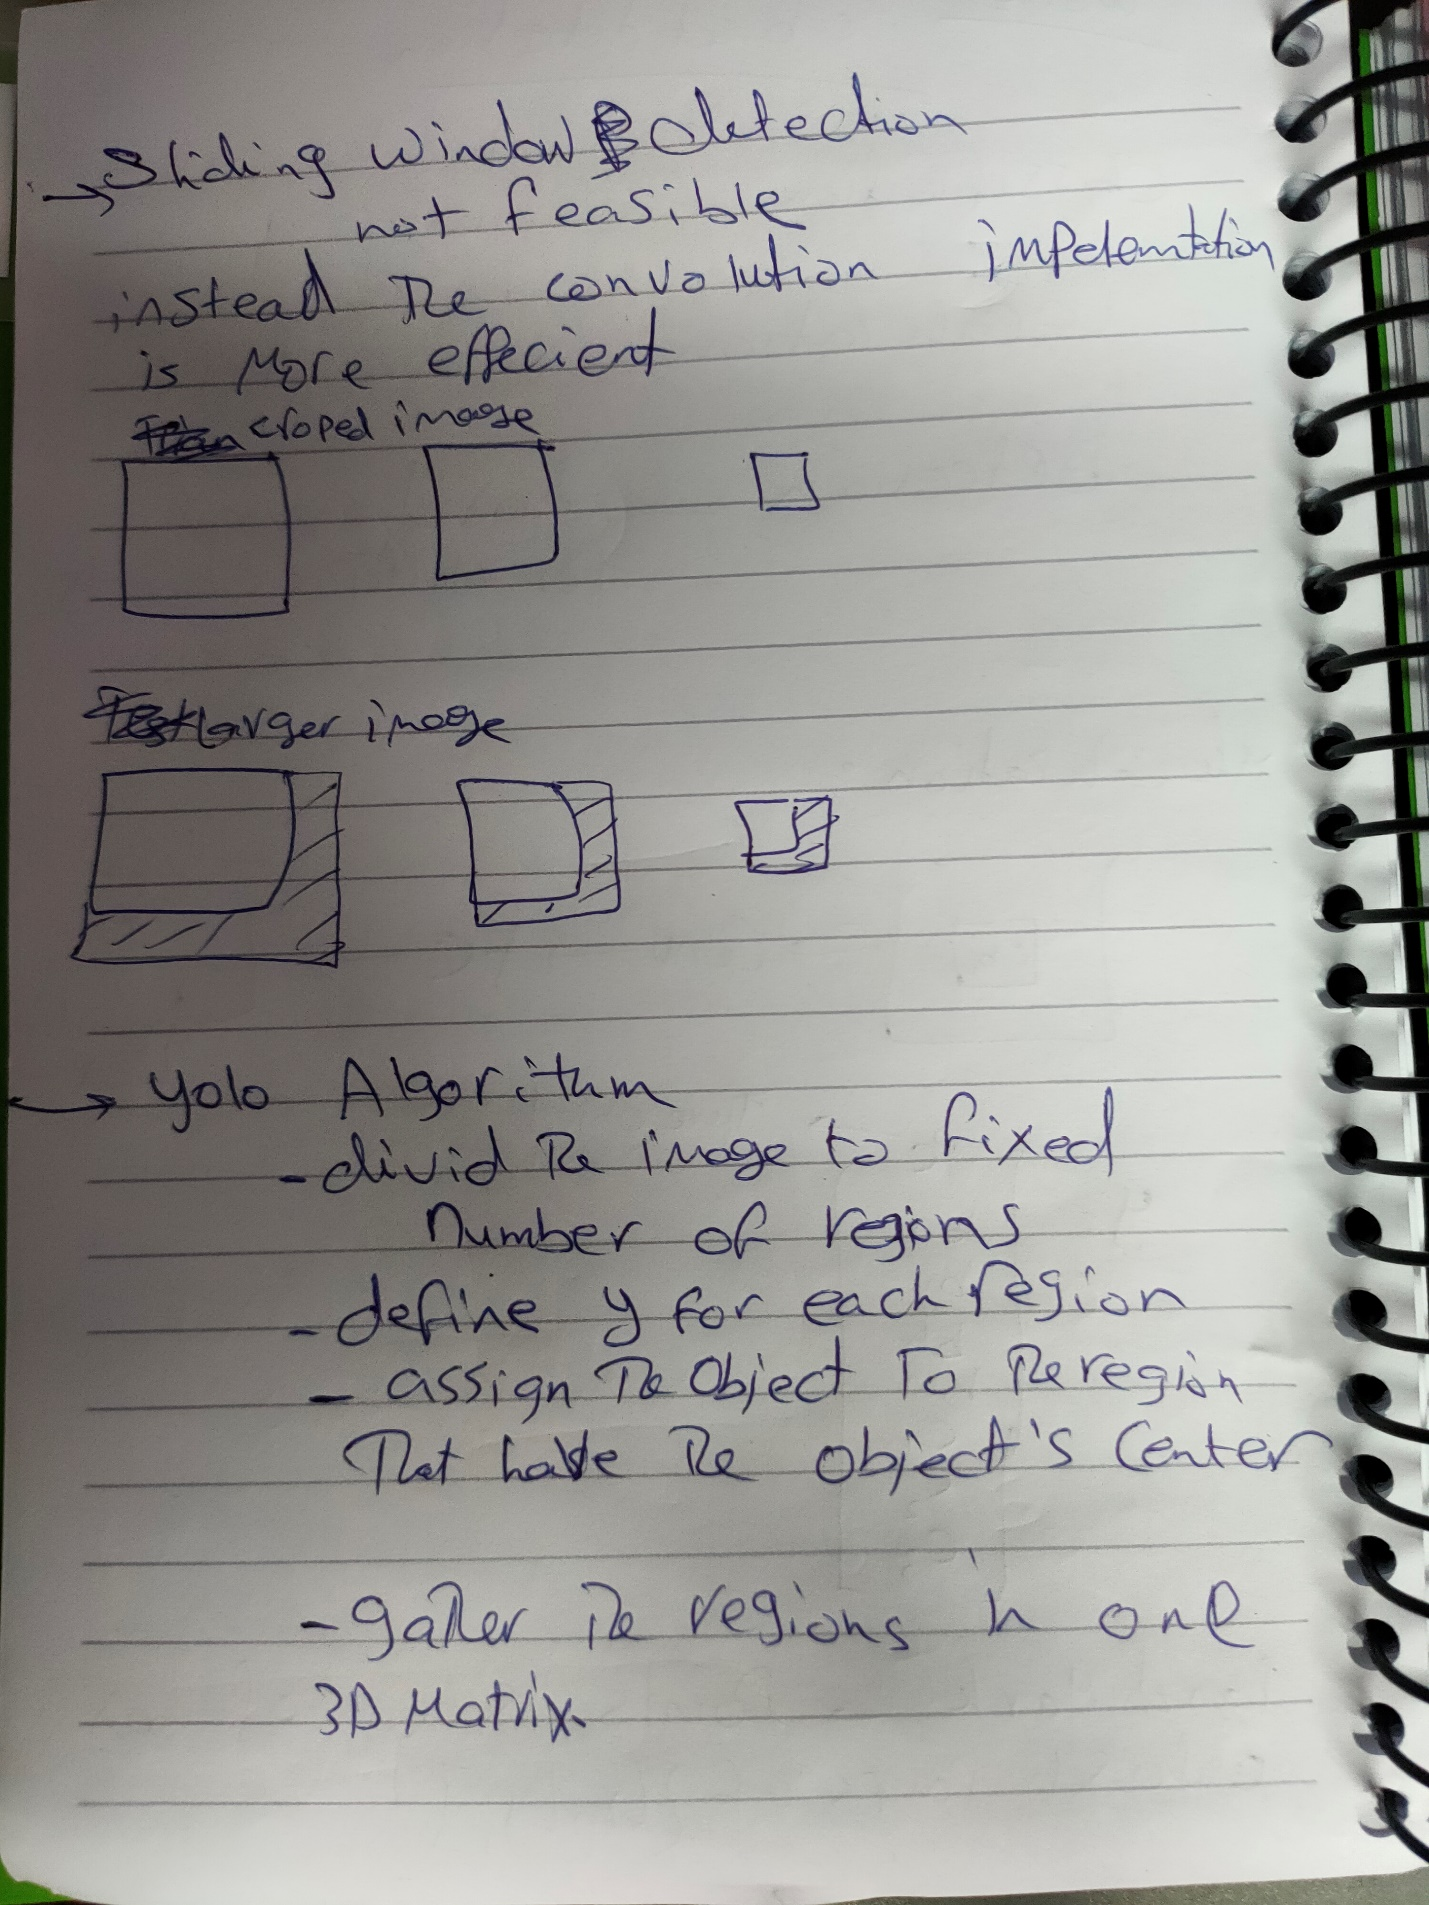 → Sliding window detection
not feasible
instead the convolution impelemtation
is More effecient
croped image
larger image
→ yolo Algorithm
- divid the image to fixed
Number of regions
- define y for each region
- assign the Object To the region
That have the object's Center
- gather the regions in one
3D Matrix.